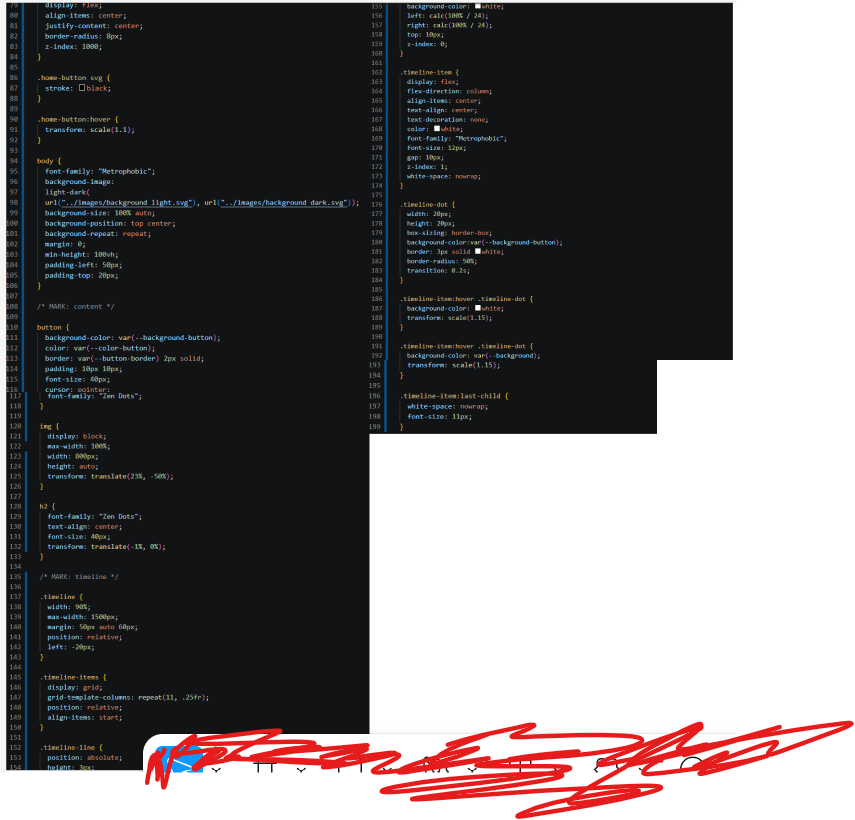 79 display: flex;
80 align-items: center;
81 justify-content: center;
82 border-radius: 8px;
83 z-index: 1000;
84 }
85
86 .home-button svg {
87 stroke: black;
88 }
89
90 .home-button:hover {
91 transform: scale(1.1);
92 }
93
94 body {
95 font-family: "Metrophobic";
96 background-image:
97 light-dark(
98 url("../images/background_light.svg"), url("../images/background_dark.svg"));
99 background-size: 100% auto;
100 background-position: top center;
101 background-repeat: repeat;
102 margin: 0;
103 min-height: 100vh;
104 padding-left: 50px;
105 padding-top: 20px;
106 }
107
108 /* MARK: content */
109
110 button {
111 background-color: var(--background-button);
112 color: var(--color-button);
113 border: var(--button-border) 2px solid;
114 padding: 10px 10px;
115 font-size: 40px;
116 cursor: pointer;
117 font-family: "Zen Dots";
118 }
119
120 img {
121 display: block;
122 max-width: 100%;
123 width: 800px;
124 height: auto;
125 transform: translate(23%, -50%);
126 }
127
128 h2 {
129 font-family: "Zen Dots";
130 text-align: center;
131 font-size: 40px;
132 transform: translate(-1%, 0%);
133 }
134
135 /* MARK: timeline */
136
137 .timeline {
138 width: 90%;
139 max-width: 1500px;
140 margin: 50px auto 60px;
141 position: relative;
142 left: -20px;
143 }
144
145 .timeline-items {
146 display: grid;
147 grid-template-columns: repeat(11, .25fr);
148 position: relative;
149 align-items: start;
150 }
151
152 .timeline-line {
153 position: absolute;
154 height: 3px;
155 background-color: white;
156 left: calc(100% / 24);
157 right: calc(100% / 24);
158 top: 10px;
159 z-index: 0;
160 }
161
162 .timeline-item {
163 display: flex;
164 flex-direction: column;
165 align-items: center;
166 text-align: center;
167 text-decoration: none;
168 color: white;
169 font-family: "Metrophobic";
170 font-size: 12px;
171 gap: 10px;
172 z-index: 1;
173 white-space: nowrap;
174 }
175
176 .timeline-dot {
177 width: 20px;
178 height: 20px;
179 box-sizing: border-box;
180 background-color:var(--background-button);
181 border: 3px solid white;
182 border-radius: 50%;
183 transition: 0.2s;
184 }
185
186 .timeline-item:hover .timeline-dot {
187 background-color: white;
188 transform: scale(1.15);
189 }
190
191 .timeline-item:hover .timeline-dot {
192 background-color: var(--background);
193 transform: scale(1.15);
194 }
195
196 .timeline-item:last-child {
197 white-space: nowrap;
198 font-size: 11px;
199 }